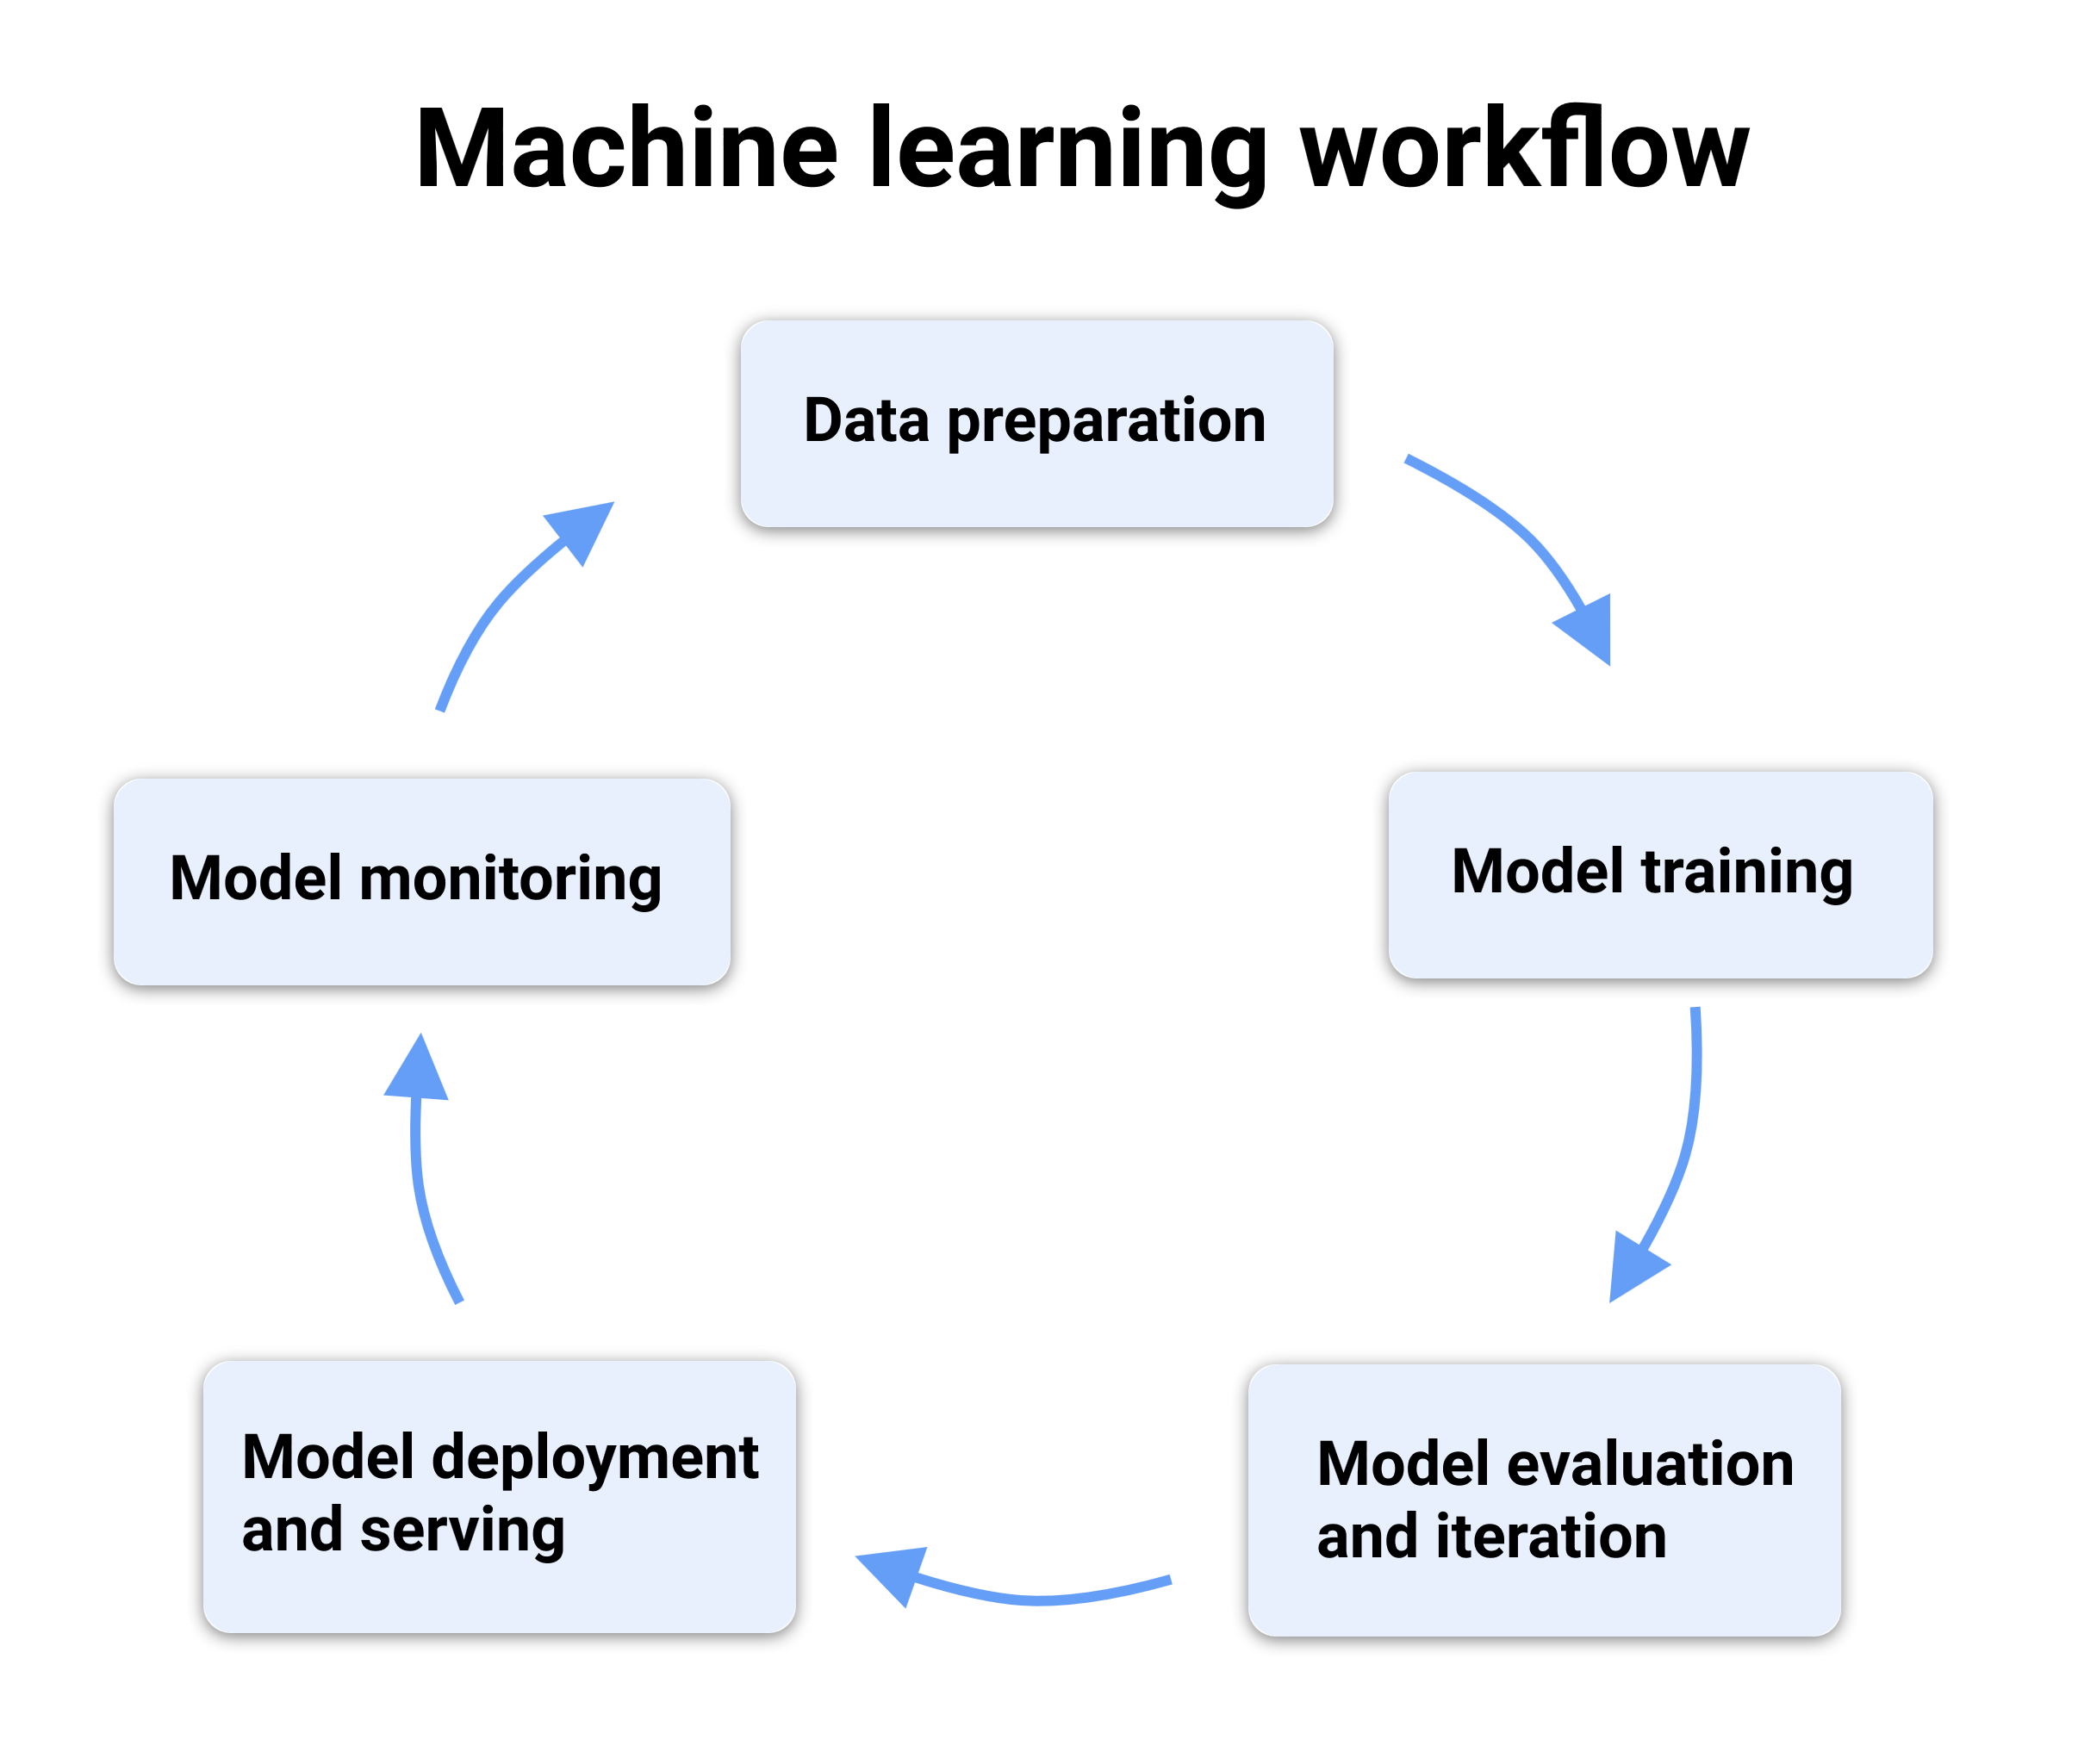 Machine learning workflow
Data preparation
Model training
Model evaluation
and iteration
Model deployment
and serving
Model monitoring